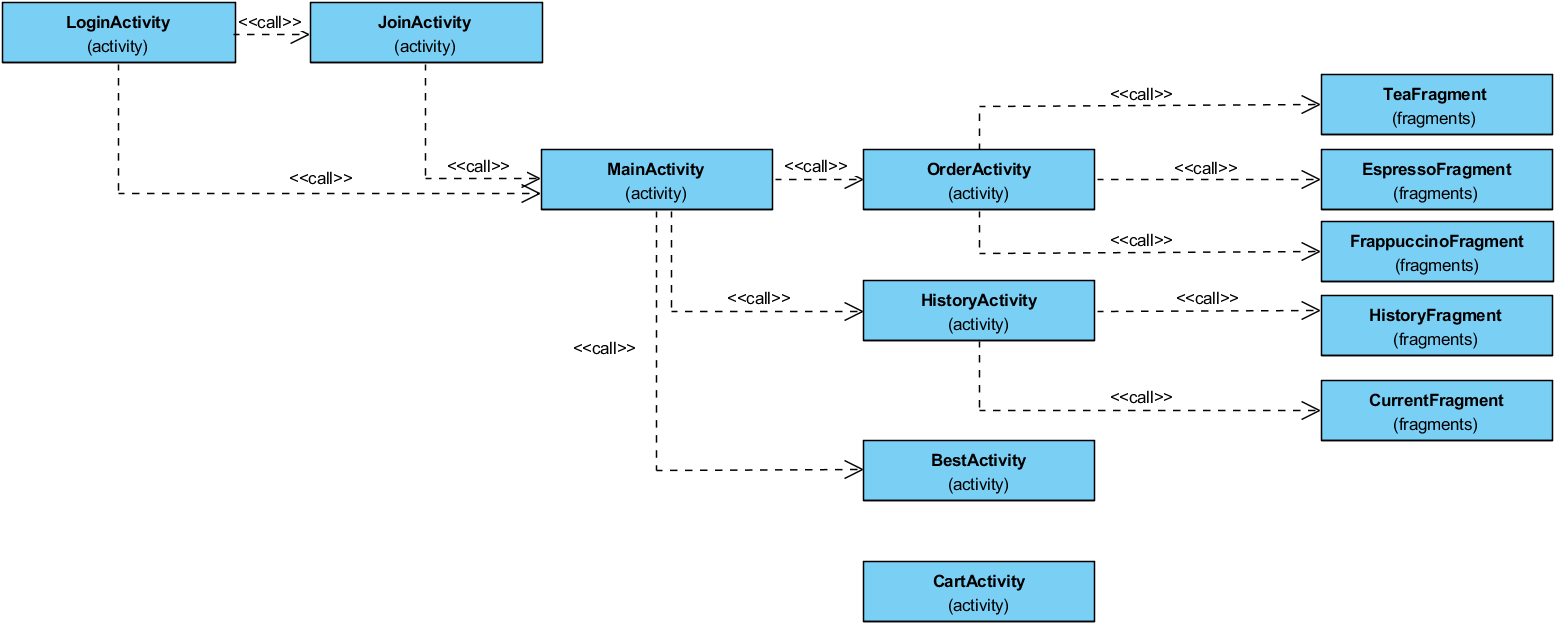 LoginActivity
(activity)
<<call>>
JoinActivity
(activity)
<<call>>
TeaFragment
(fragments)
<<call>>
<<call>>
MainActivity
(activity)
<<call>>
OrderActivity
(activity)
<<call>>
EspressoFragment
(fragments)
<<call>>
FrappuccinoFragment
(fragments)
<<call>>
HistoryActivity
(activity)
<<call>>
HistoryFragment
(fragments)
<<call>>
<<call>>
CurrentFragment
(fragments)
BestActivity
(activity)
CartActivity
(activity)